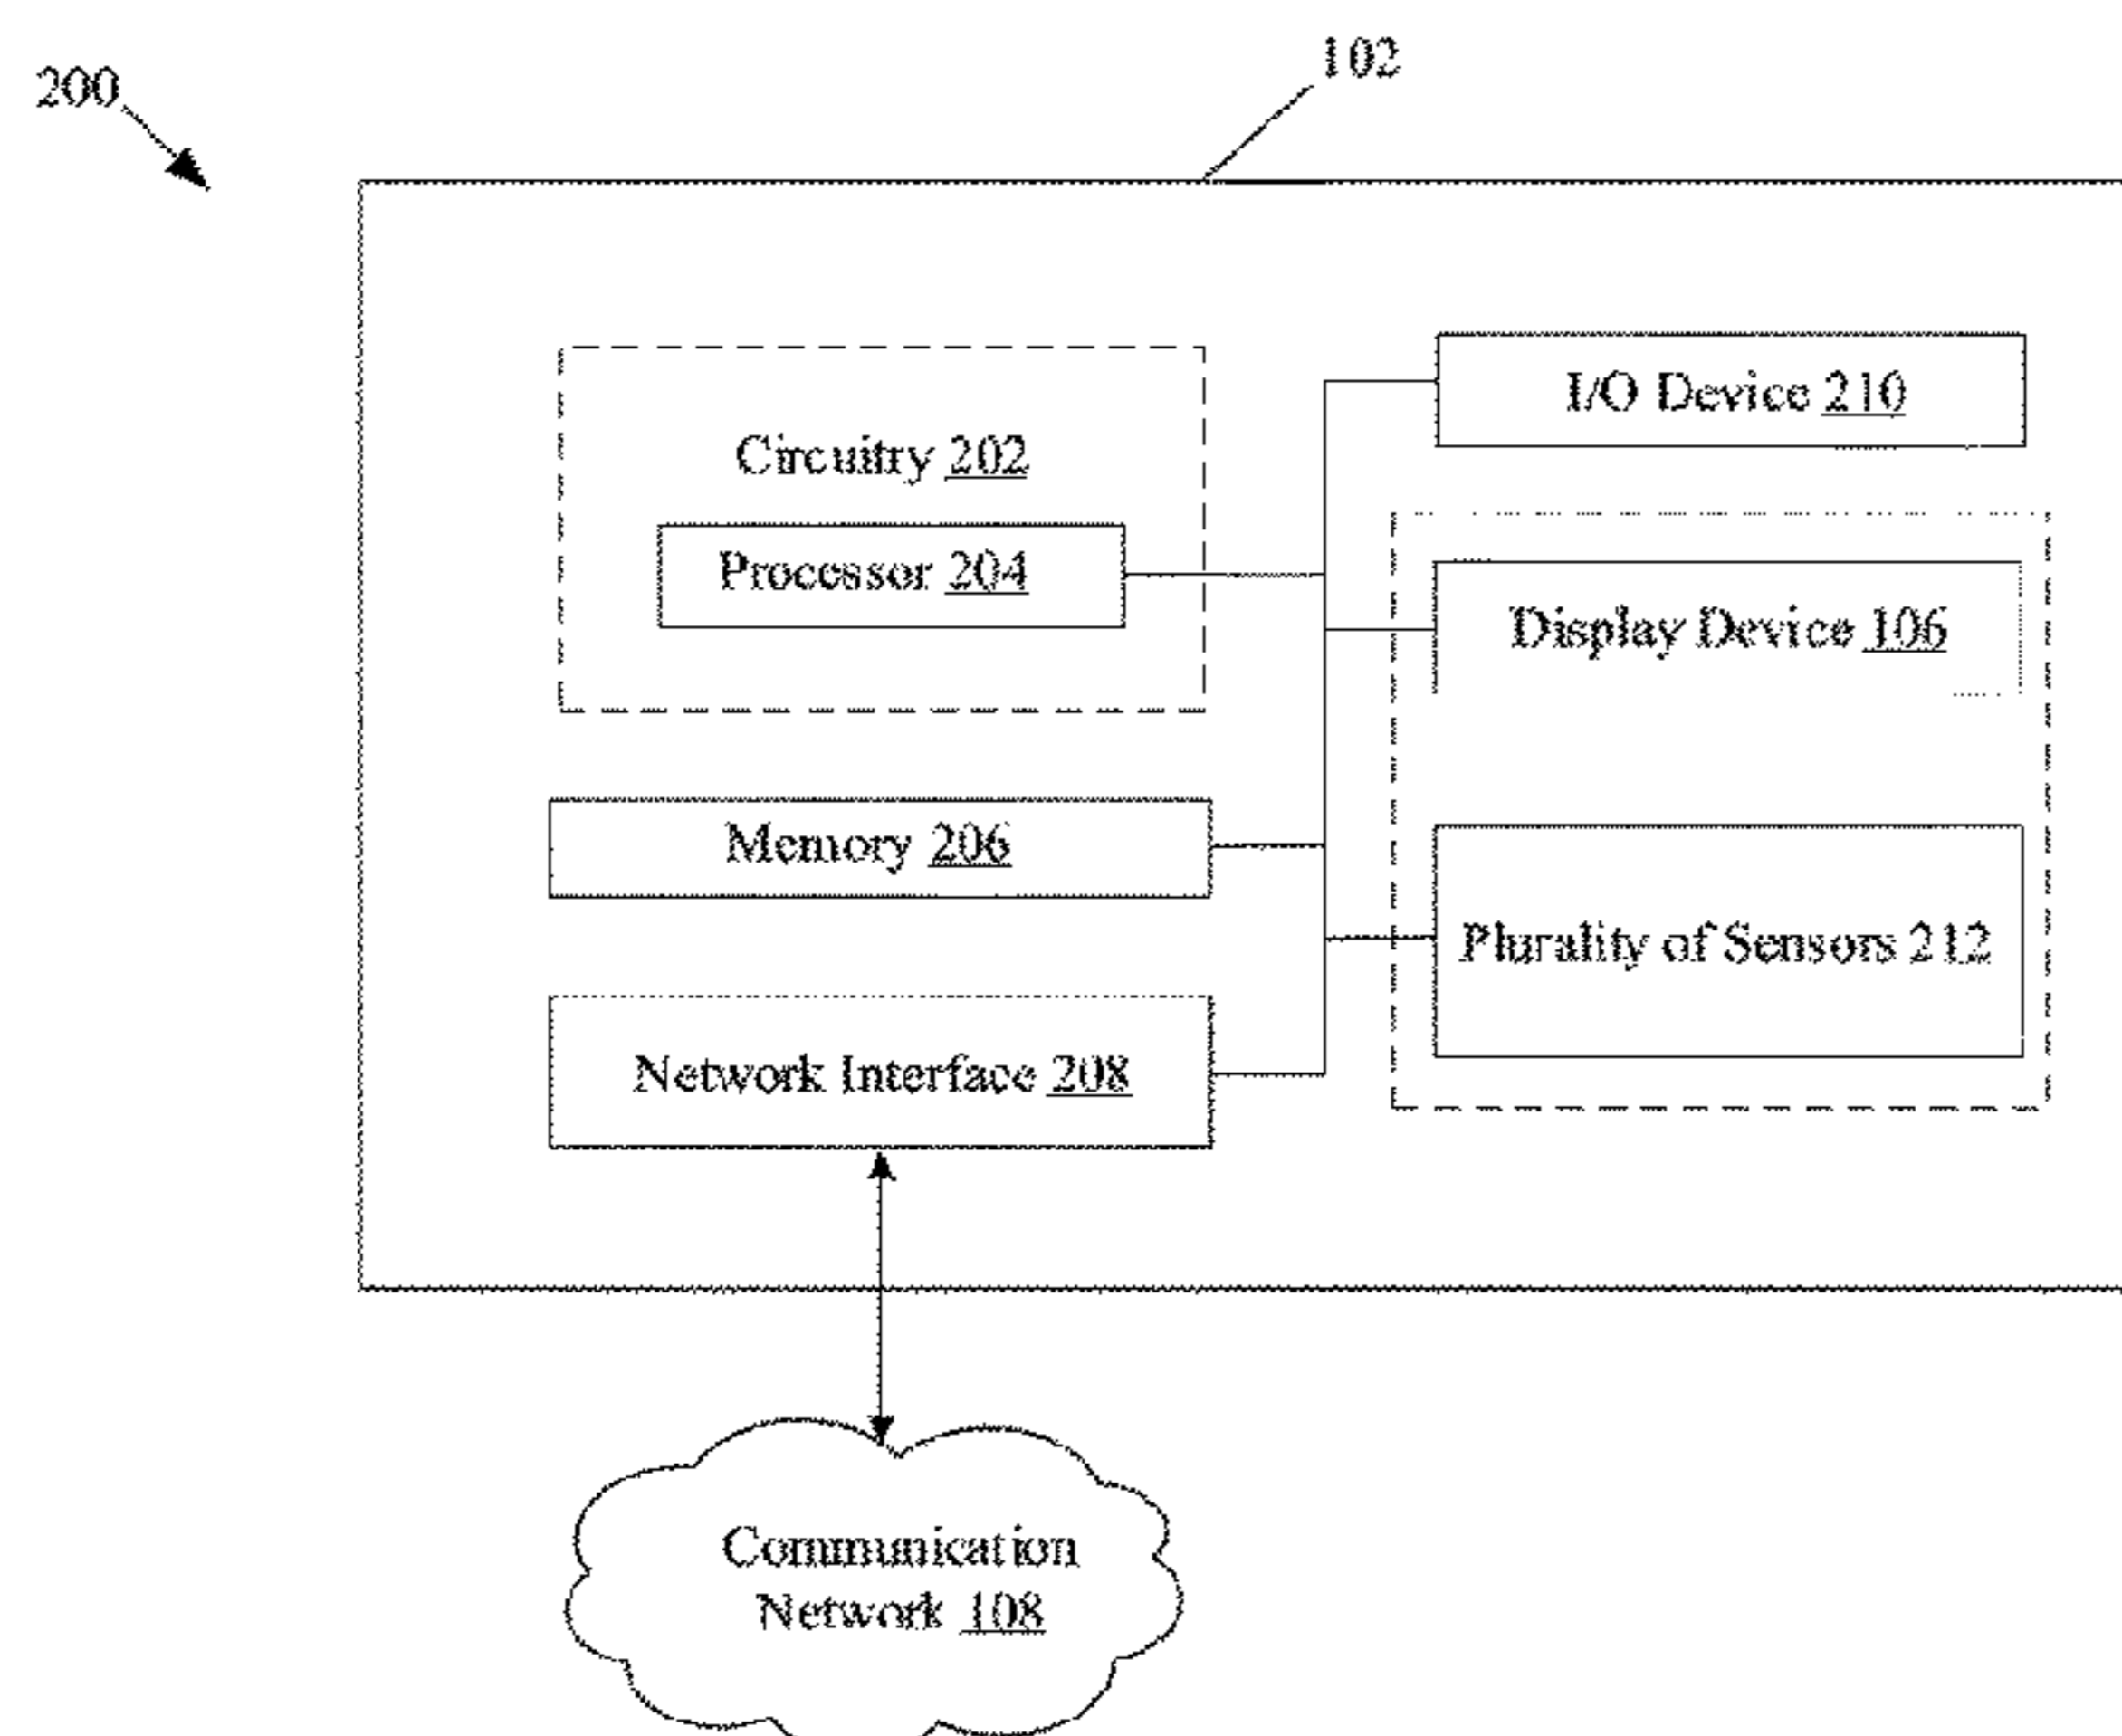 200
102
Circuitry 202
Processor 204
Memory 206
Network Interface 208
I/O Device 210
Display Device 106
Plurality of Sensors 212
Communication
Network 108